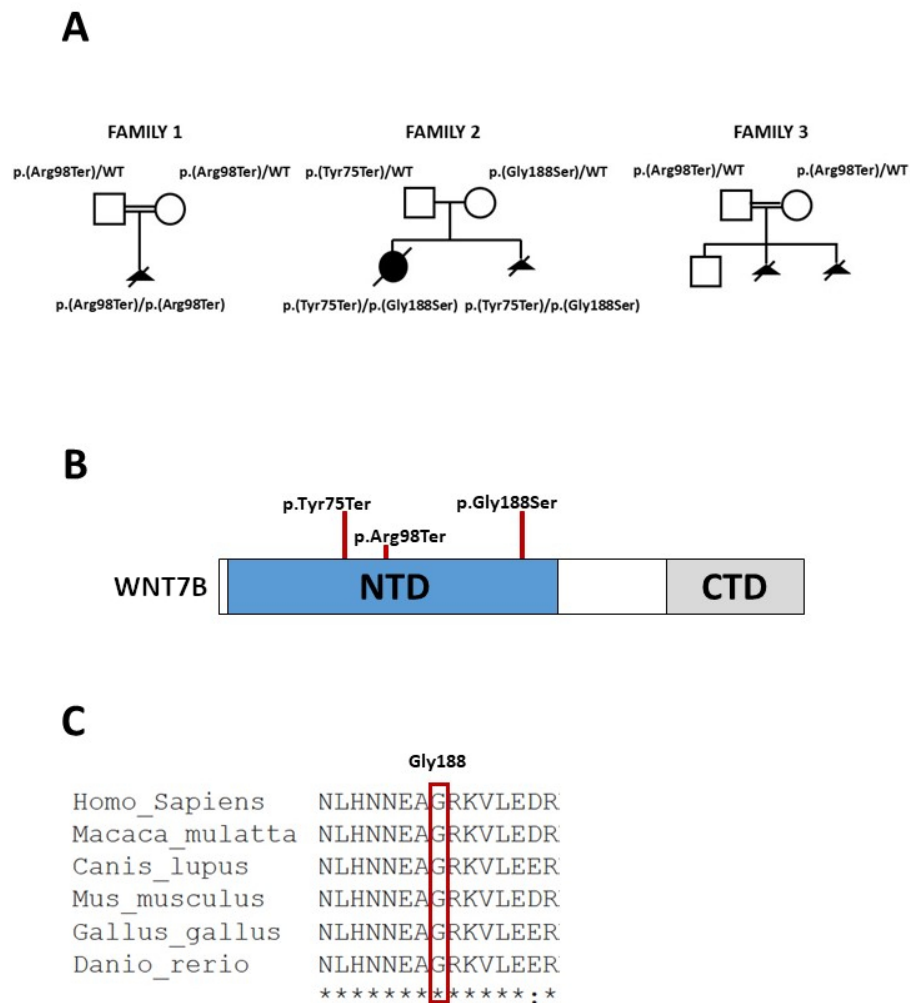 A
FAMILY 1
FAMILY 2
FAMILY 3
p.(Arg98Ter)/WT p.(Arg98Ter)/WT p.(Tyr75Ter)/WT p.(Gly188Ser)/WT p.(Arg98Ter)/WT p.(Arg98Ter)/WT
p.(Arg98Ter)/p.(Arg98Ter) p.(Tyr75Ter)/p.(Gly188Ser) p.(Tyr75Ter)/p.(Gly188Ser)
B
p.Tyr75Ter
p.Arg98Ter
p.Gly188Ser
WNT7B NTD CTD
C
Gly188
Homo_Sapiens NLHNNEAGRKVLEDR
Macaca_mulatta NLHNNEAGRKVLEDR
Canis_lupus NLHNNEAGRKVLEER
Mus_musculus NLHNNEAGRKVLEDR
Gallus_gallus NLHNNEAGRKVLEER
Danio_rerio NLHNNEAGRKVLEER
*************:*